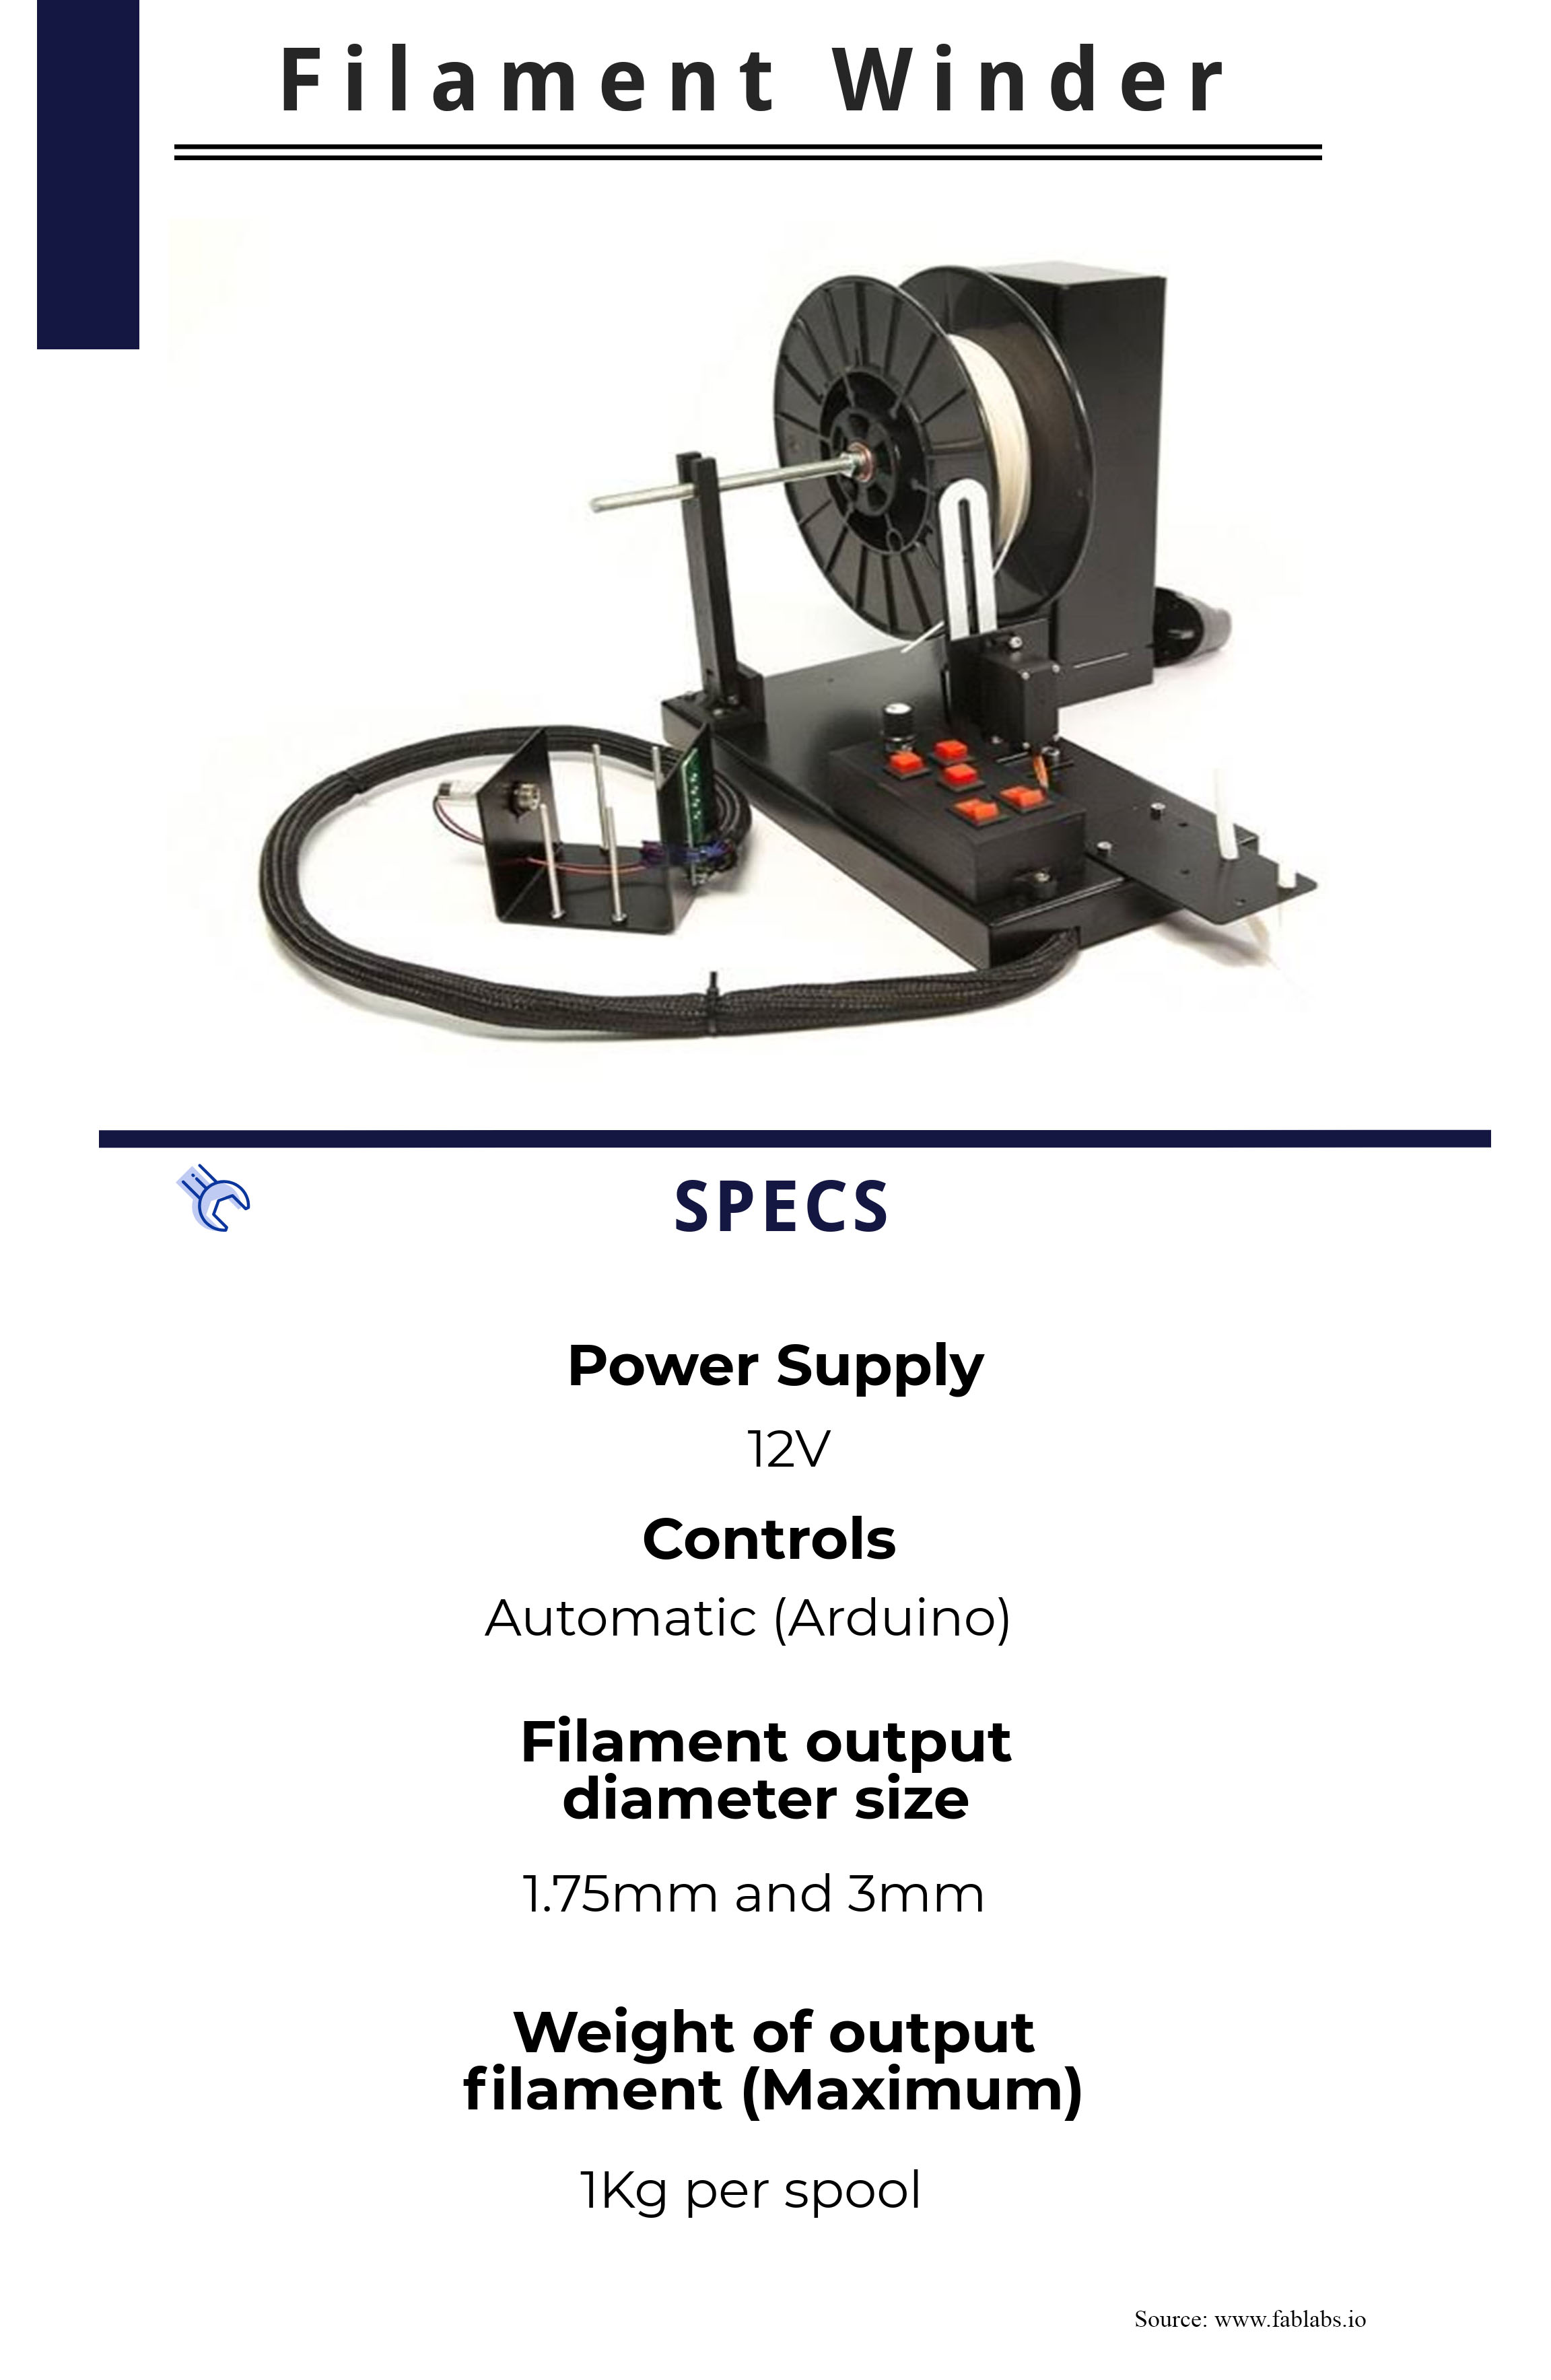 Filament Winder
SPECS
Power Supply
12V
Controls
Automatic (Arduino)
Filament output
diameter size
1.75mm and 3mm
Weight of output
filament (Maximum)
1Kg per spool
Source: www.fablabs.io